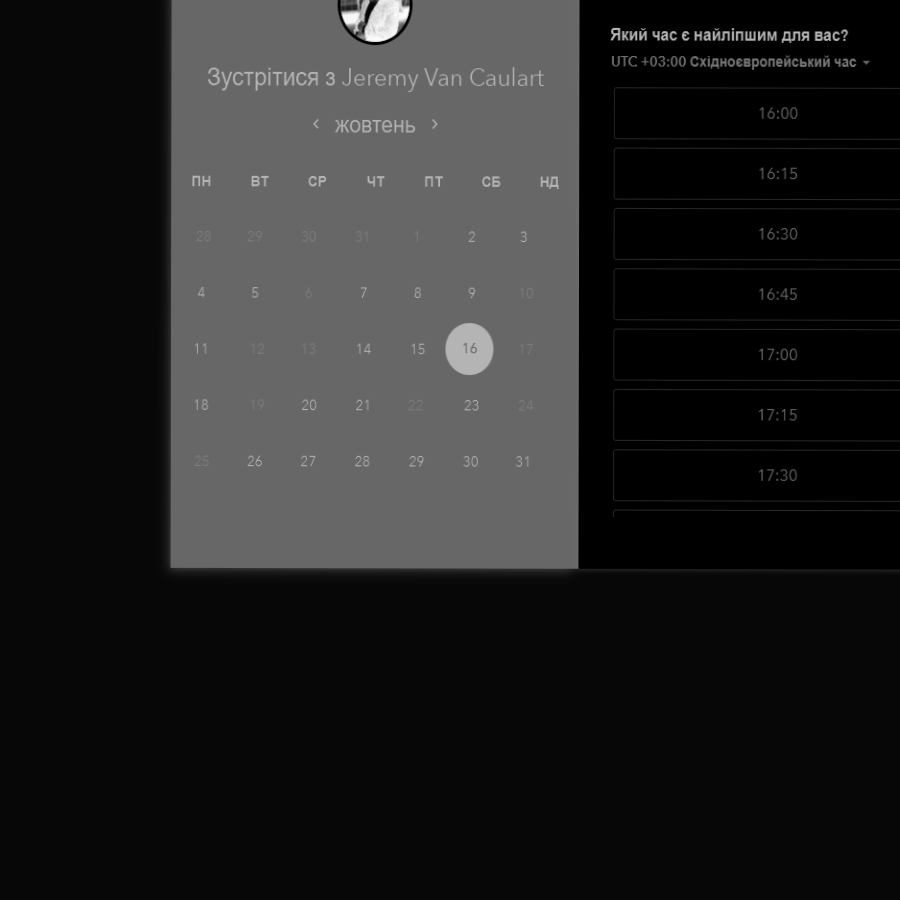 Зустрітися з Jeremy Van Caulart
жовтень
ПН ВТ СР ЧТ ПТ СБ НД
28 29 30 31 1 2 3
4 5 6 7 8 9 10
11 12 13 14 15 16 17
18 19 20 21 22 23 24
25 26 27 28 29 30 31
Який час є найліпшим для вас?
UTC +03:00 Східноєвропейський час
16:00
16:15
16:30
16:45
17:00
17:15
17:30